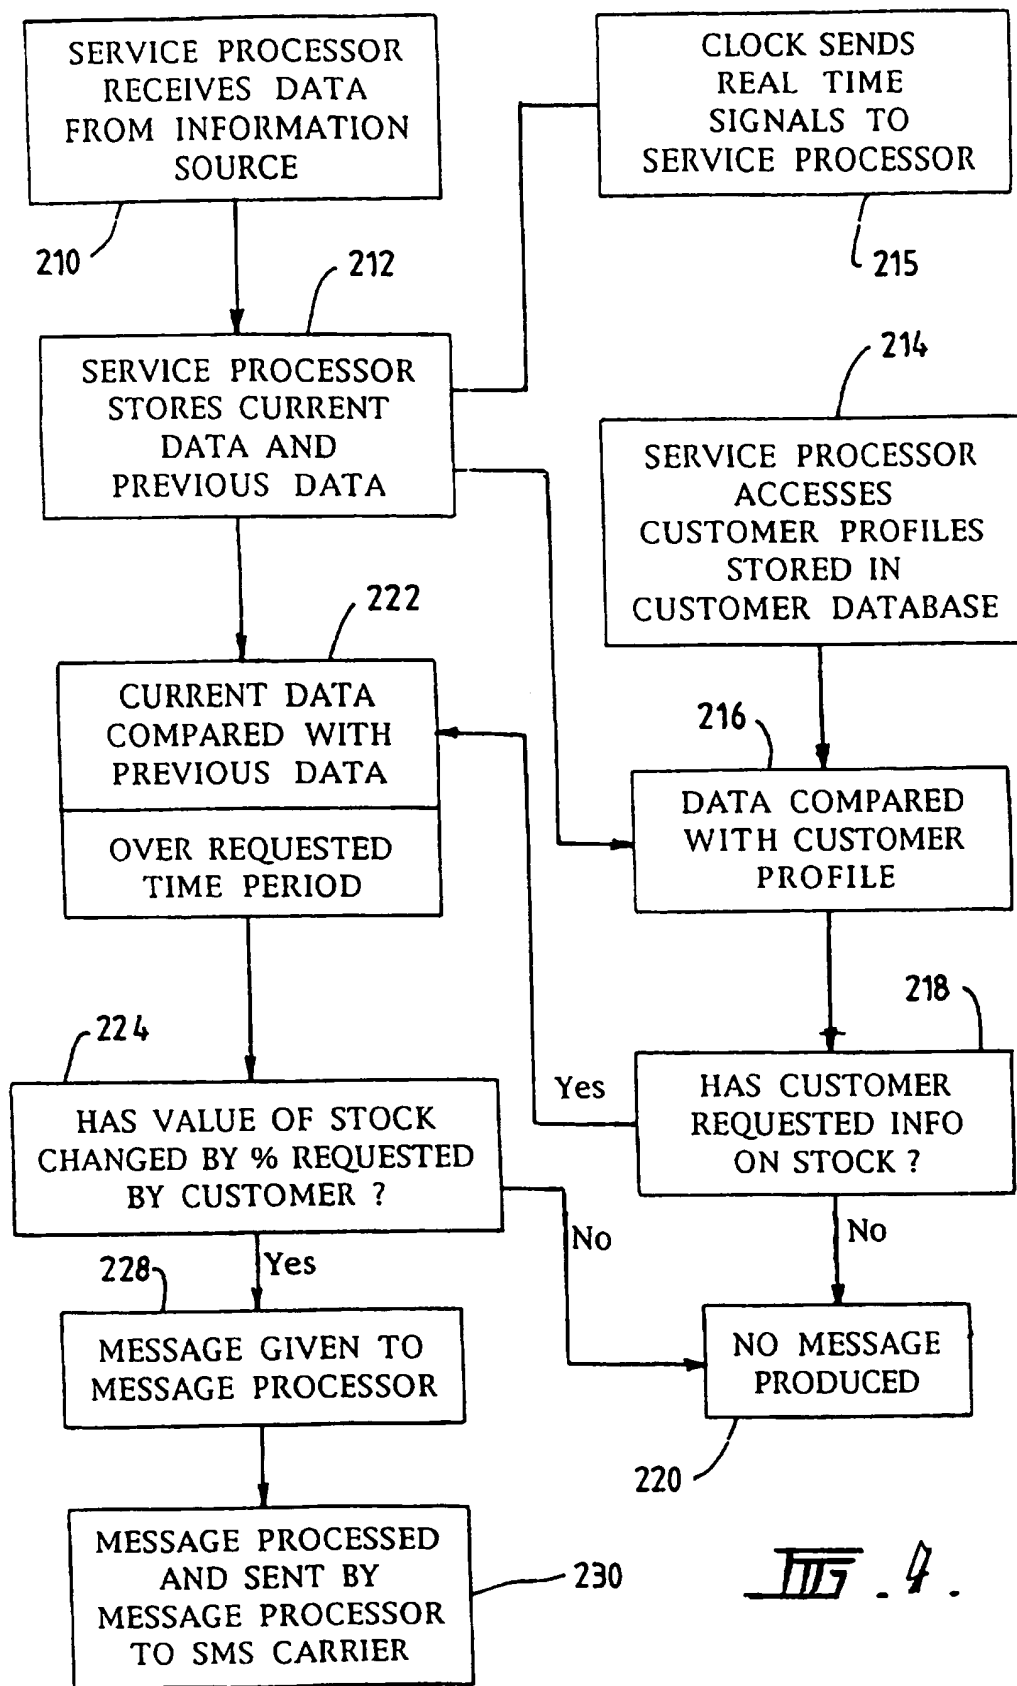 SERVICE PROCESSOR
RECEIVES DATA
FROM INFORMATION
SOURCE
210
CLOCK SENDS
REAL TIME
SIGNALS TO
SERVICE PROCESSOR
215
212
SERVICE PROCESSOR
STORES CURRENT
DATA AND
PREVIOUS DATA
214
SERVICE PROCESSOR
ACCESSES
CUSTOMER PROFILES
STORED IN
CUSTOMER DATABASE
222
CURRENT DATA
COMPARED WITH
PREVIOUS DATA
OVER REQUESTED
TIME PERIOD
216
DATA COMPARED
WITH CUSTOMER
PROFILE
218
HAS CUSTOMER
REQUESTED INFO
ON STOCK ?
Yes
No
224
HAS VALUE OF STOCK
CHANGED BY % REQUESTED
BY CUSTOMER ?
No
Yes
228
MESSAGE GIVEN TO
MESSAGE PROCESSOR
NO MESSAGE
PRODUCED
220
MESSAGE PROCESSED
AND SENT BY
MESSAGE PROCESSOR
TO SMS CARRIER
230
FIG. 4.